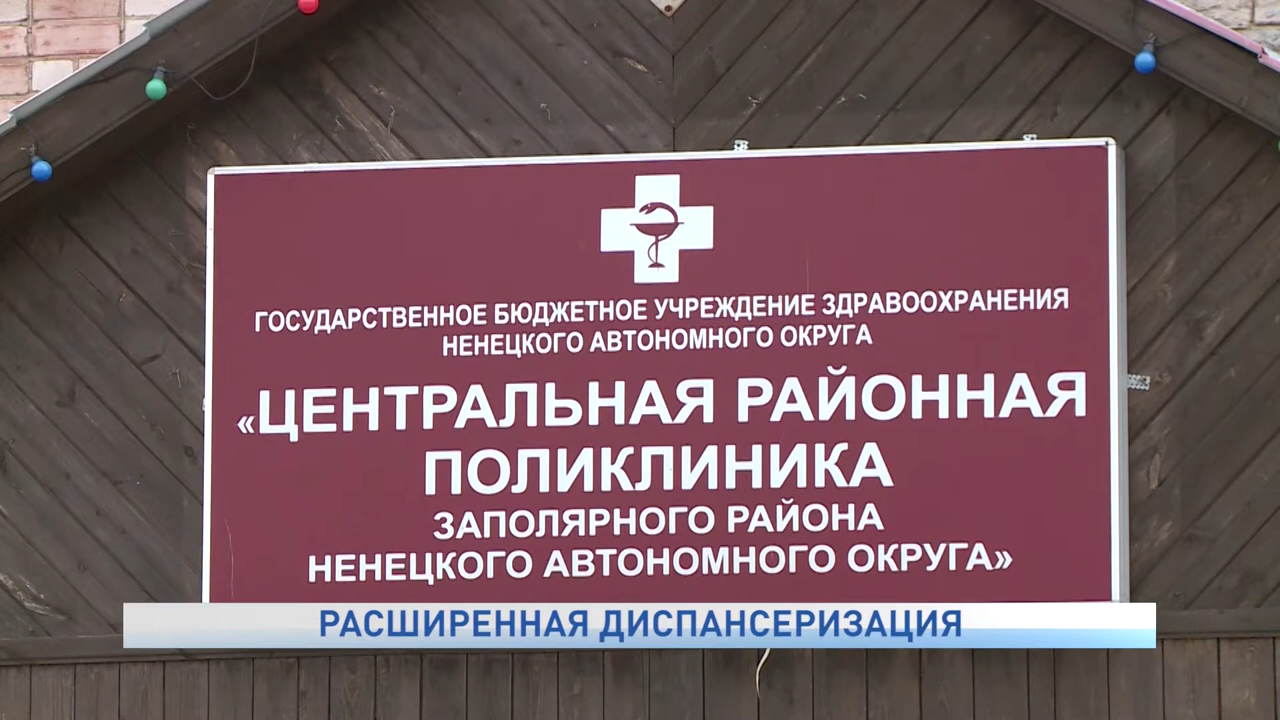 ГОСУДАРСТВЕННОЕ БЮДЖЕТНОЕ УЧРЕЖДЕНИЕ ЗДРАВООХРАНЕНИЯ
НЕНЕЦКОГО АВТОНОМНОГО ОКРУГА
«ЦЕНТРАЛЬНАЯ РАЙОННАЯ
ПОЛИКЛИНИКА
ЗАПОЛЯРНОГО РАЙОНА
НЕНЕЦКОГО АВТОНОМНОГО ОКРУГА»
РАСШИРЕННАЯ ДИСПАНСЕРИЗАЦИЯ